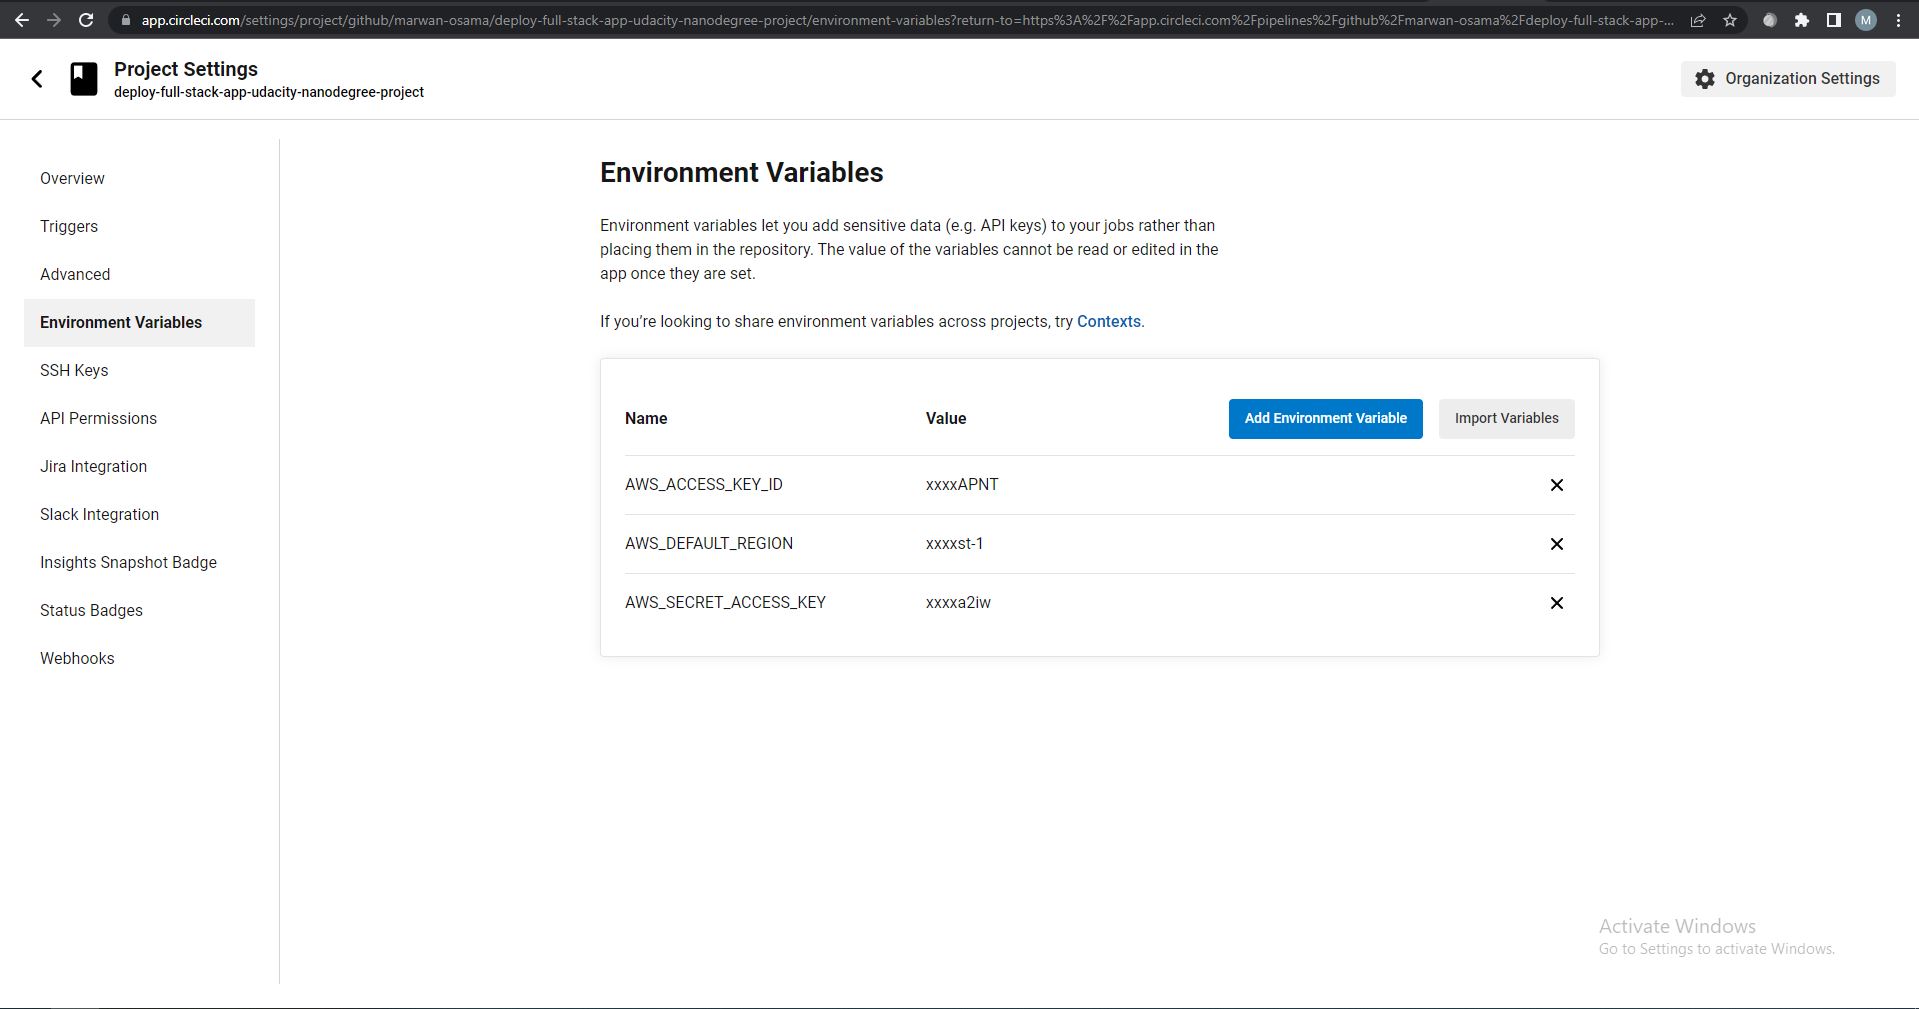 app.circleci.com/settings/project/github/marwan-osama/deploy-full-stack-app-udacity-nanodegree-project/environment-variables?return-to=https%3A%2F%2Fapp.circleci.com%2Fpipelines%2Fgithub%2Fmarwan-osama%2Fdeploy-full-stack-app-...
M
Project Settings
deploy-full-stack-app-udacity-nanodegree-project
Organization Settings
Overview
Triggers
Advanced
Environment Variables
SSH Keys
API Permissions
Jira Integration
Slack Integration
Insights Snapshot Badge
Status Badges
Webhooks
Environment Variables
Environment variables let you add sensitive data (e.g. API keys) to your jobs rather than
placing them in the repository. The value of the variables cannot be read or edited in the
app once they are set.
If you’re looking to share environment variables across projects, try Contexts.
Name Value Add Environment Variable Import Variables
AWS_ACCESS_KEY_ID xxxxAPNT
AWS_DEFAULT_REGION xxxxst-1
AWS_SECRET_ACCESS_KEY xxxxa2iw
Activate Windows
Go to Settings to activate Windows.